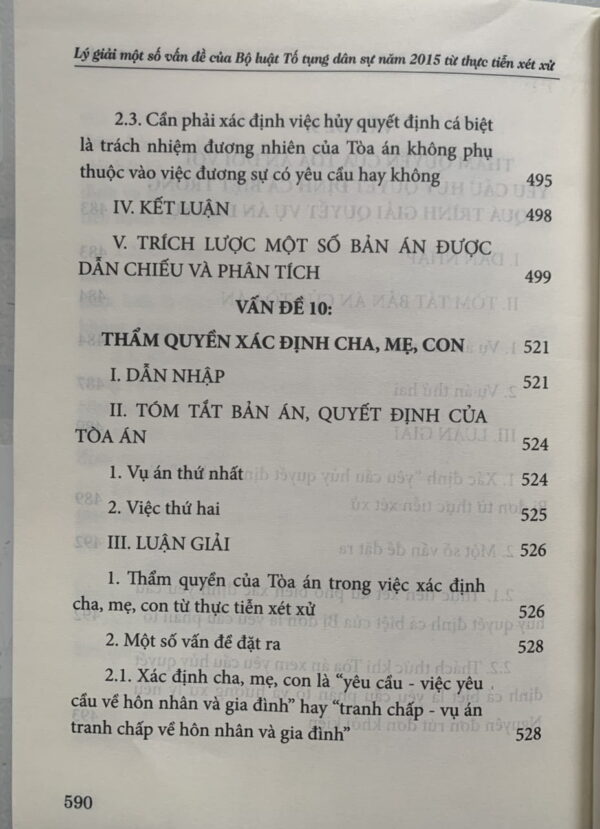 Lý giải một số vấn đề của Bộ luật Tố tụng dân sự năm 2015 từ thực tiễn xét xử
2.3. Cần phải xác định việc hủy quyết định cá biệt
là trách nhiệm đương nhiên của Tòa án không phụ
thuộc vào việc đương sự có yêu cầu hay không 495
IV. KẾT LUẬN 498
V. TRÍCH LƯỢC MỘT SỐ BẢN ÁN ĐƯỢC
DẪN CHIẾU VÀ PHÂN TÍCH 499
VẤN ĐỀ 10:
THẨM QUYỀN XÁC ĐỊNH CHA, MẸ, CON 521
I. DẪN NHẬP 521
II. TÓM TẮT BẢN ÁN, QUYẾT ĐỊNH CỦA
TÒA ÁN 524
1. Vụ án thứ nhất 524
2. Việc thứ hai 525
III. LUẬN GIẢI 526
1. Thẩm quyền của Tòa án trong việc xác định
cha, mẹ, con từ thực tiễn xét xử 526
2. Một số vấn đề đặt ra 528
2.1. Xác định cha, mẹ, con là “yêu cầu - việc yêu
cầu về hôn nhân và gia đình” hay “tranh chấp - vụ án
tranh chấp về hôn nhân và gia đình” 528
590